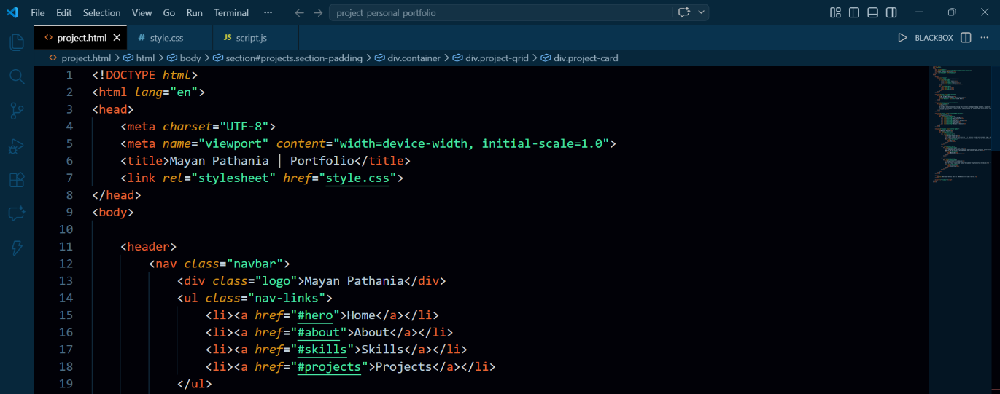 File Edit Selection View Go Run Terminal ···
project_personal_portfolio
project.html
# style.css
JS script.js
BLACKBOX
project.html > html > body > section#projects.section-padding > div.container > div.project-grid > div.project-card
1 <!DOCTYPE html>
2 <html lang="en">
3 <head>
4 <meta charset="UTF-8">
5 <meta name="viewport" content="width=device-width, initial-scale=1.0">
6 <title>Mayan Pathania | Portfolio</title>
7 <link rel="stylesheet" href="style.css">
8 </head>
9 <body>
10
11 <header>
12 <nav class="navbar">
13 <div class="logo">Mayan Pathania</div>
14 <ul class="nav-links">
15 <li><a href="#hero">Home</a></li>
16 <li><a href="#about">About</a></li>
17 <li><a href="#skills">Skills</a></li>
18 <li><a href="#projects">Projects</a></li>
19 </ul>